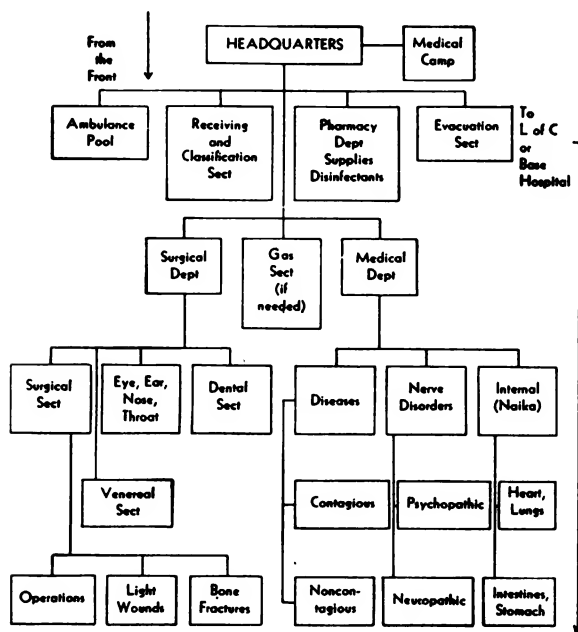 From
the
Front
HEADQUARTERS
Medical
Camp
Ambulance
Pool
Receiving
and
Classification
Sect
Pharmacy
Dept
Supplies
Disinfectants
Evacuation
Sect
To
L of C
or
Base
Hospital
Surgical
Dept
Gas
Sect
(if
needed)
Medical
Dept
Surgical
Sect
Eye, Ear,
Nose,
Throat
Dental
Sect
Diseases
Nerve
Disorders
Internal
(Naika)
Venereal
Sect
Contagious
Psychopathic
Heart,
Lungs
Operations
Light
Wounds
Bone
Fractures
Noncon-
tagious
Neuropathic
Intestines,
Stomach